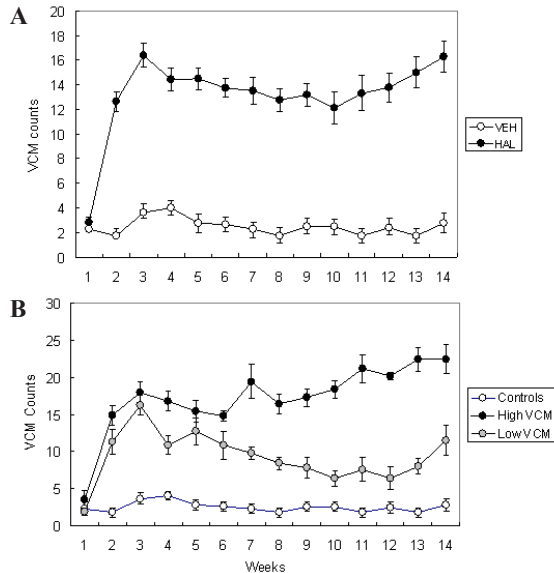 A
20
18
16
14
12
10
8
6
4
2
0
VCM counts
1 2 3 4 5 6 7 8 9 10 11 12 13 14
VEH
HAL
B
30
25
20
15
10
5
0
VCM Counts
1 2 3 4 5 6 7 8 9 10 11 12 13 14
Weeks
Controls
High VCM
Low VCM